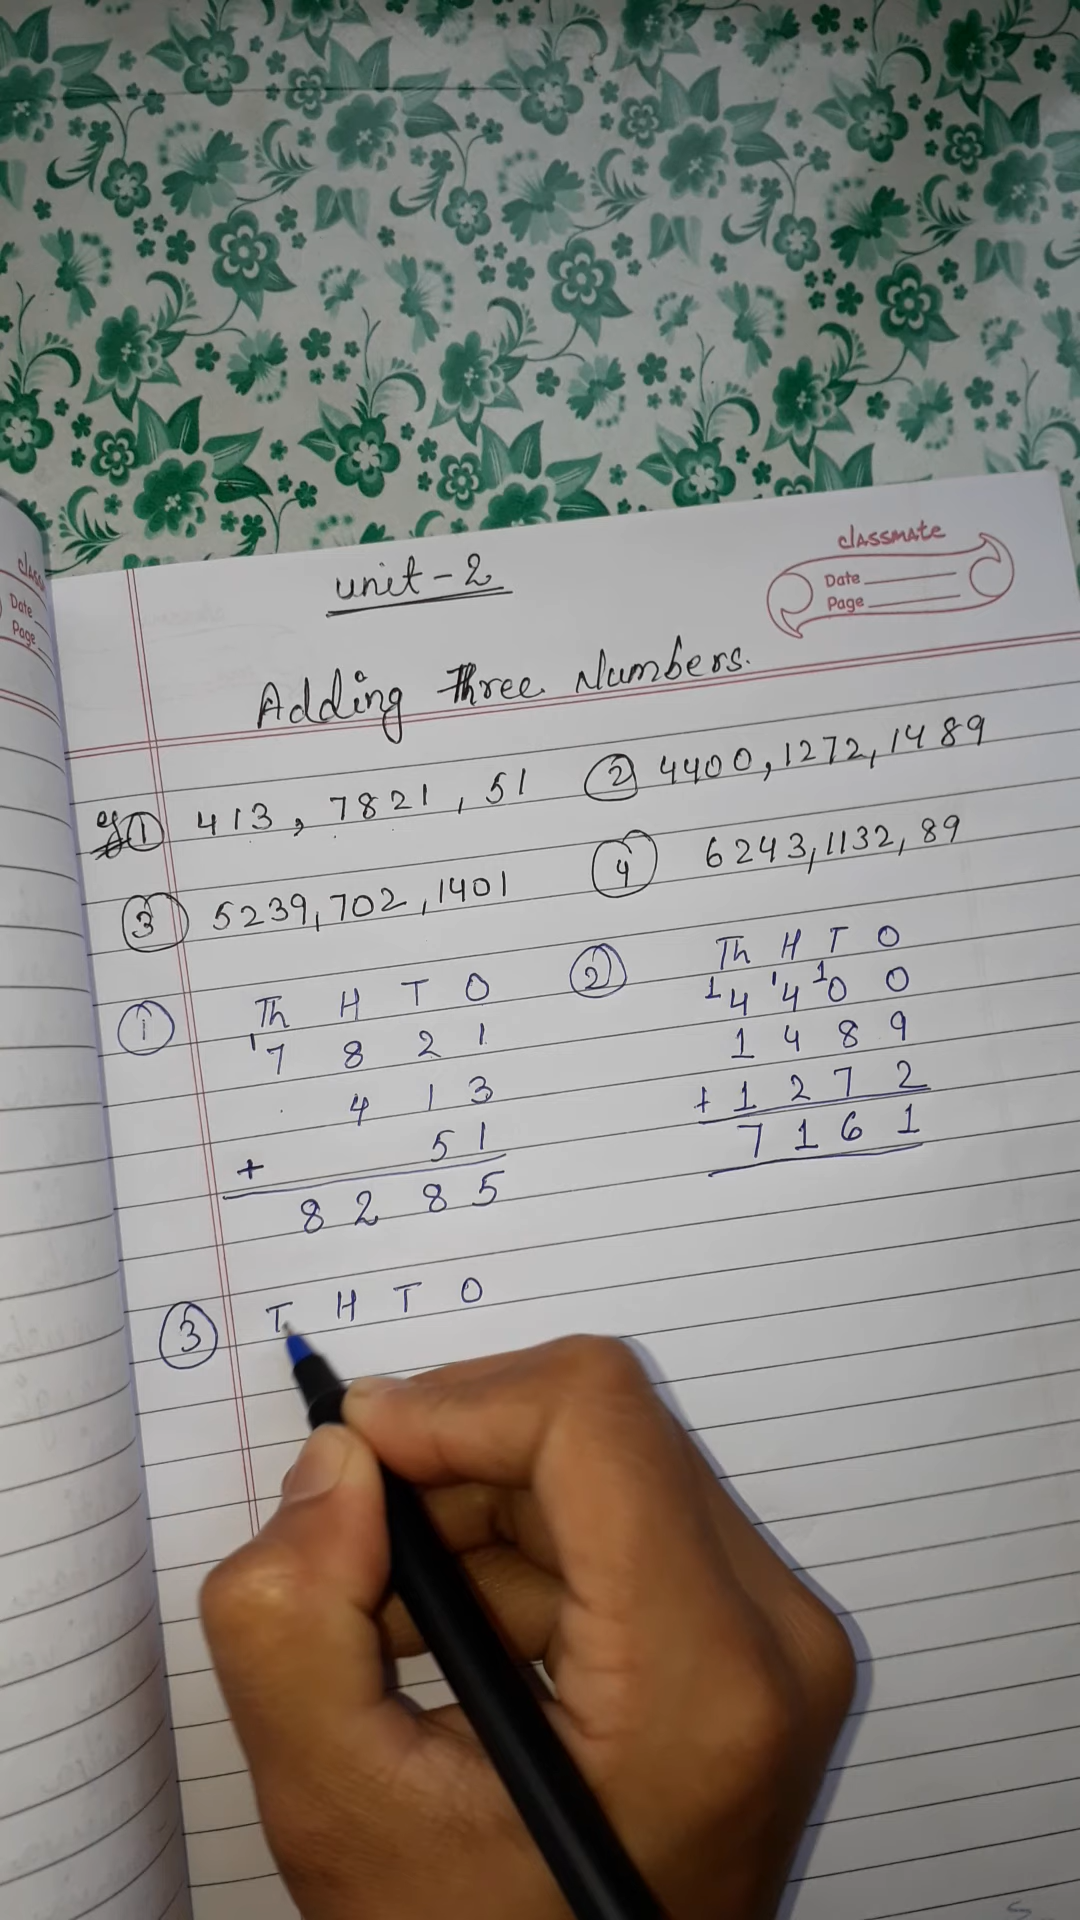 classmate
Date
Page
unit-2
Adding Three Numbers.
① 413, 7821, 51 ② 4400, 1272, 1489
③ 5239, 702, 1401 ④ 6243, 1132, 89
① Th H T O
1 7 8 2 1
4 1 3
+ 5 1
8 2 8 5
② Th H T O
1 4 1 4 1 0 0
1 4 8 9
+ 1 2 7 2
7 1 6 1
③ T H T O